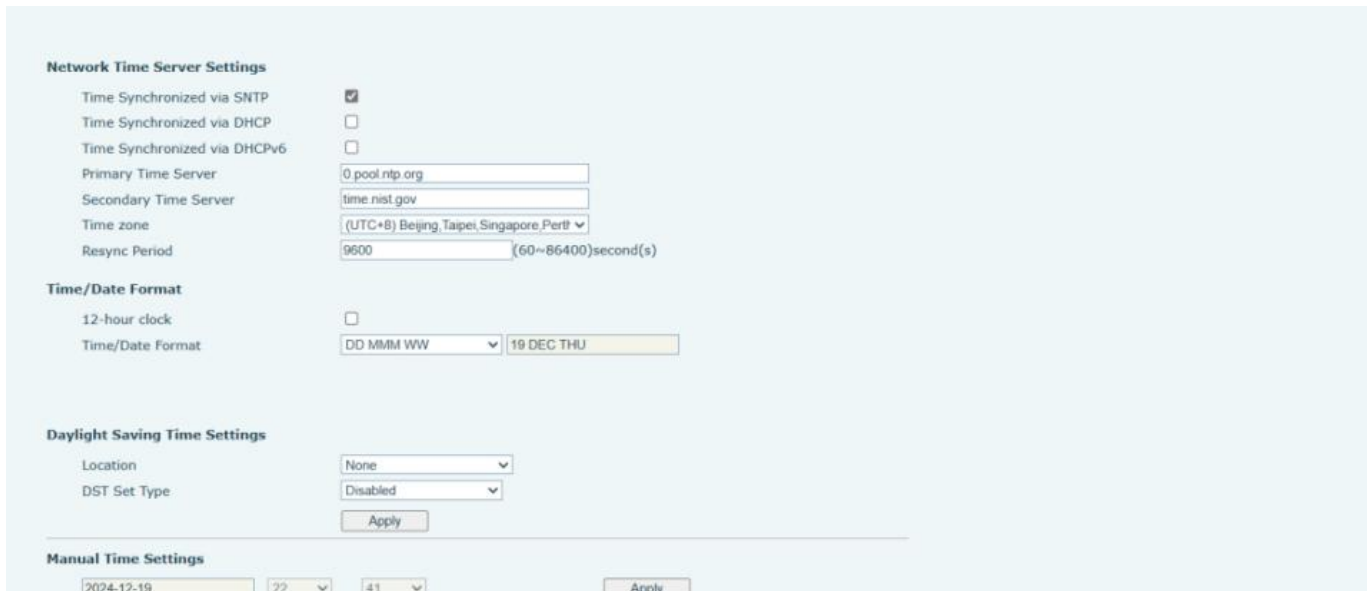 Network Time Server Settings
Time Synchronized via SNTP
Time Synchronized via DHCP
Time Synchronized via DHCPv6
Primary Time Server 0.pool.ntp.org
Secondary Time Server time.nist.gov
Time zone (UTC+8) Beijing,Taipei,Singapore,Perth
Resync Period 9600 (60~86400)second(s)
Time/Date Format
12-hour clock
Time/Date Format DD MMM WW 19 DEC THU
Daylight Saving Time Settings
Location None
DST Set Type Disabled
Apply
Manual Time Settings
2024-12-19 22 41 Apply